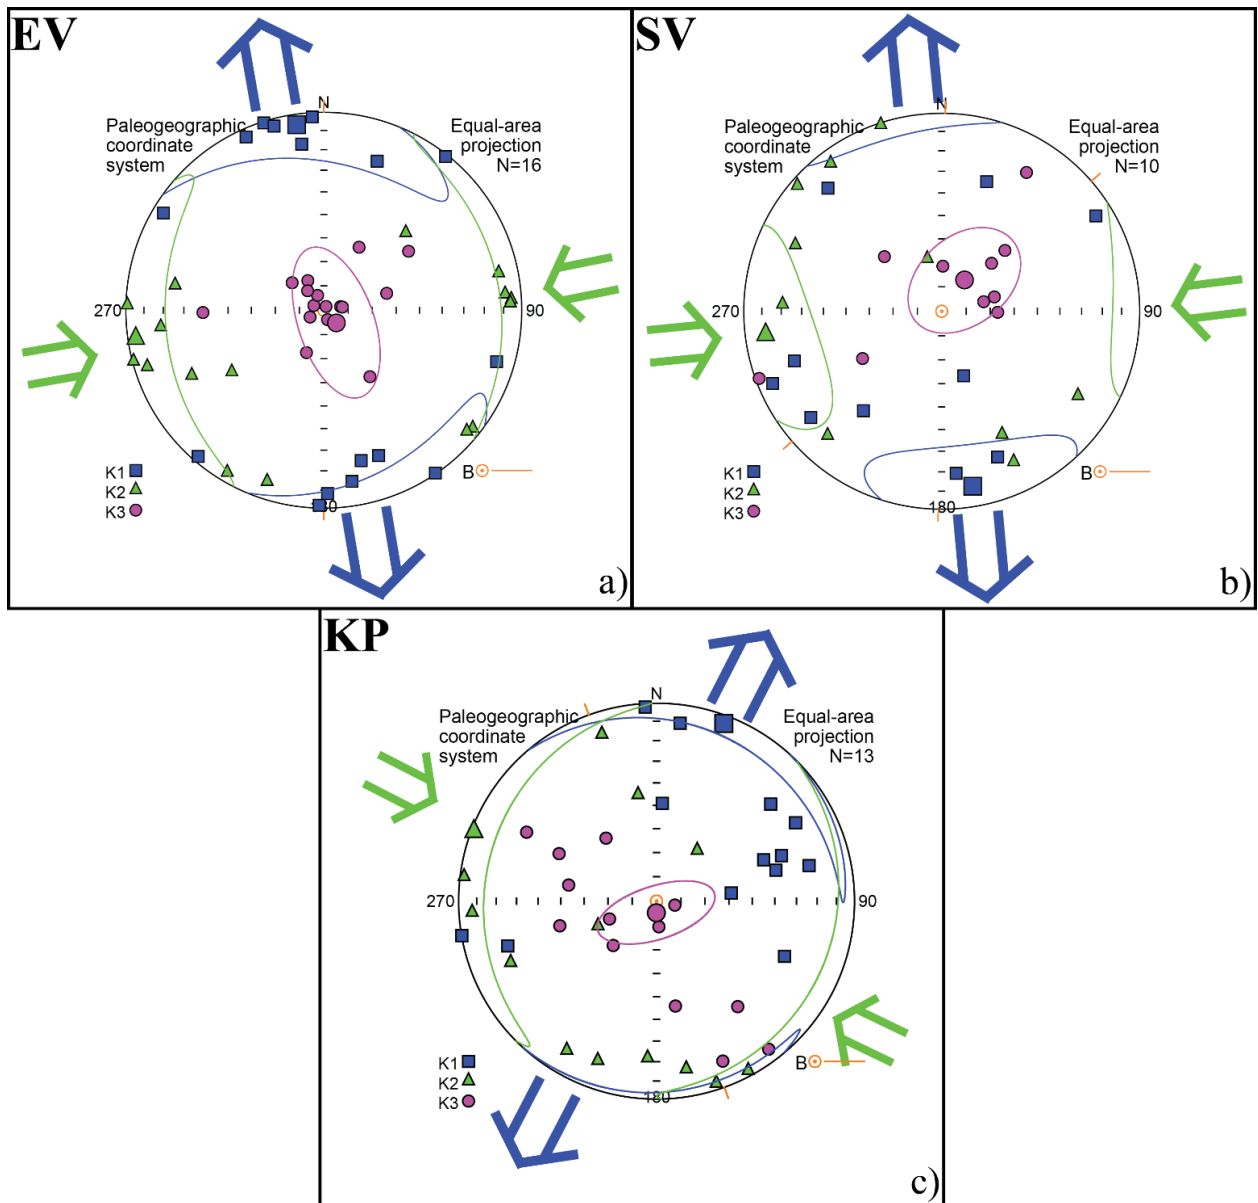 EV
N
Paleogeographic
coordinate
system
Equal-area
projection
N=16
270
90
K1
K2
K3
180
B
a)
SV
N
Paleogeographic
coordinate
system
Equal-area
projection
N=10
270
90
K1
K2
K3
180
B
b)
KP
N
Paleogeographic
coordinate
system
Equal-area
projection
N=13
270
90
K1
K2
K3
180
B
c)